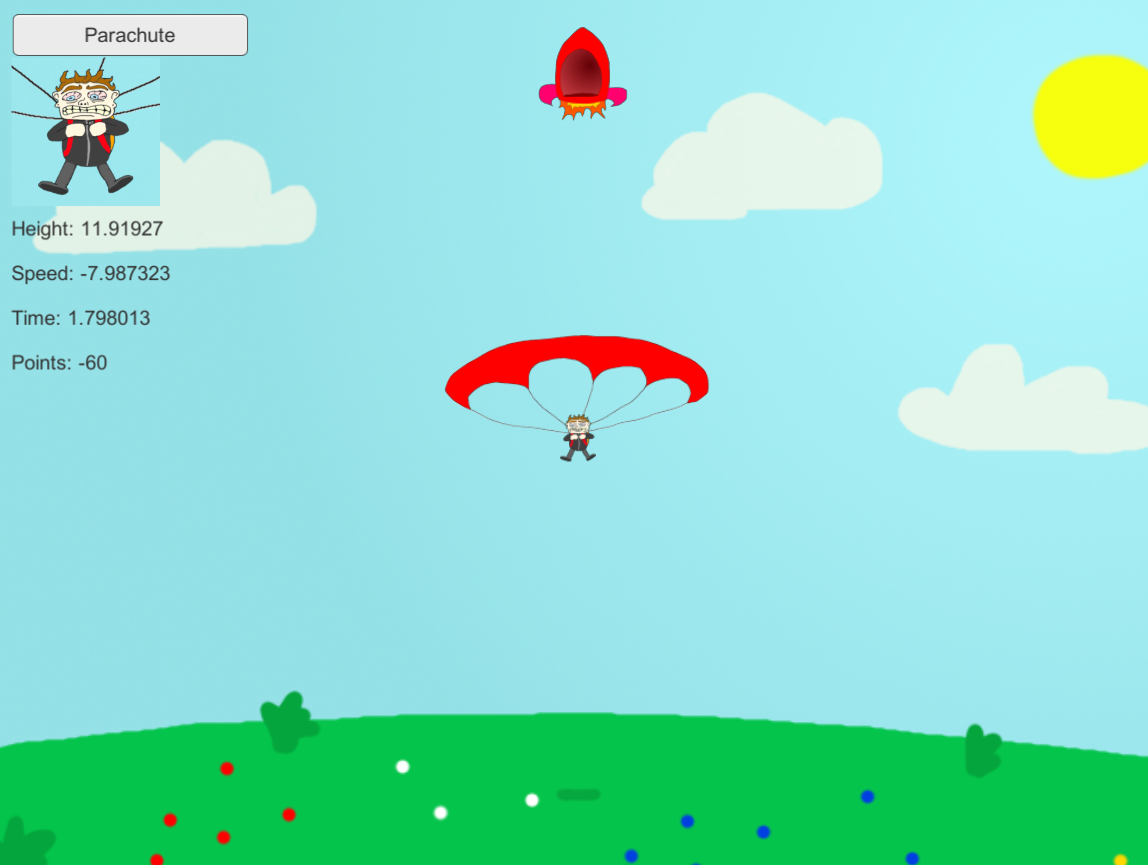 Parachute
Height: 11.91927
Speed: -7.987323
Time: 1.798013
Points: -60